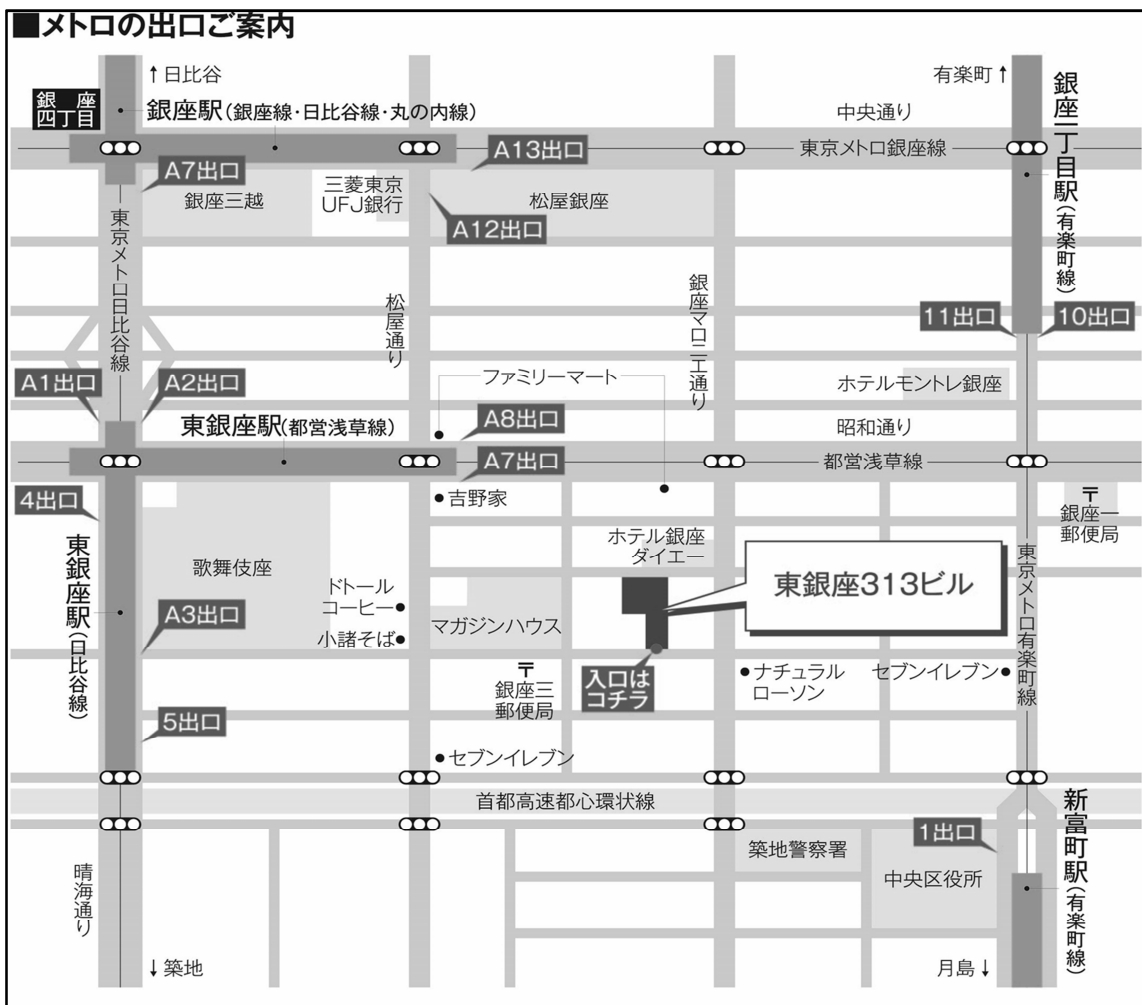 ■メトロの出口ご案内
↑日比谷
有楽町↑
銀座
四丁目
銀座駅(銀座線・日比谷線・丸の内線)
中央通り
銀座一丁目駅(有楽町線)
A13出口
東京メトロ銀座線
A7出口
銀座三越
三菱東京
UFJ銀行
松屋銀座
A12出口
東京メトロ日比谷線
松屋通り
銀座マロニエ通り
11出口
10出口
A1出口
A2出口
ファミリーマート
ホテルモントレ銀座
東銀座駅(都営浅草線)
A8出口
昭和通り
A7出口
都営浅草線
4出口
吉野家
〒
銀座一
郵便局
東銀座駅(日比谷線)
歌舞伎座
ホテル銀座
ダイエー
東京メトロ有楽町線
東銀座313ビル
ドトール
コーヒー
A3出口
小諸そば
マガジンハウス
〒
銀座三
郵便局
入口は
コチラ
ナチュラル
ローソン
セブンイレブン
5出口
セブンイレブン
首都高速都心環状線
新富町駅(有楽町線)
1出口
築地警察署
中央区役所
晴海通り
↓築地
月島↓